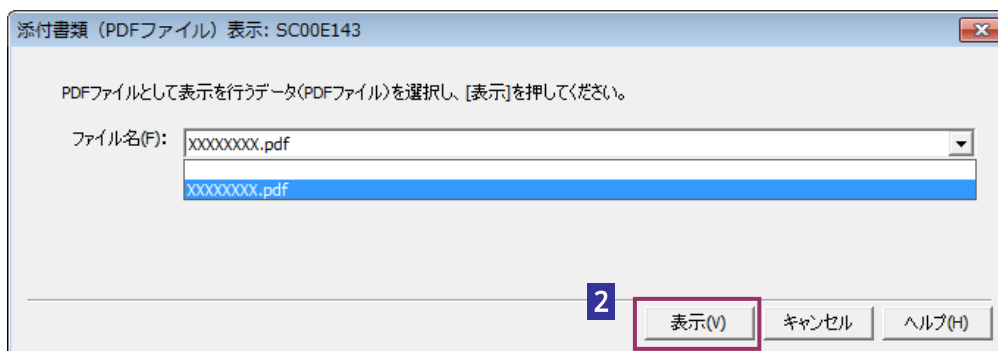 添付書類（PDFファイル）表示: SC00E143
PDFファイルとして表示を行うデータ(PDFファイル)を選択し、[表示]を押してください。
ファイル名(F): XXXXXXXX.pdf
XXXXXXXX.pdf
2
表示(V) キャンセル ヘルプ(H)